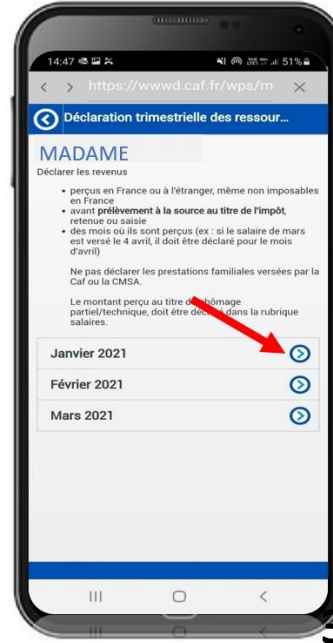 14:47 51%
< > https://wwwd.caf.fr/wps/m ×
Déclaration trimestrielle des ressour...
MADAME
Déclarer les revenus
• perçus en France ou à l'étranger, même non imposables
en France
• avant prélèvement à la source au titre de l'impôt,
retenue ou saisie
• des mois où ils sont perçus (ex : si le salaire de mars
est versé le 4 avril, il doit être déclaré pour le mois
d'avril)
Ne pas déclarer les prestations familiales versées par la
Caf ou la CMSA.
Le montant perçu au titre du chômage
partiel/technique, doit être déclaré dans la rubrique
salaires.
Janvier 2021
Février 2021
Mars 2021